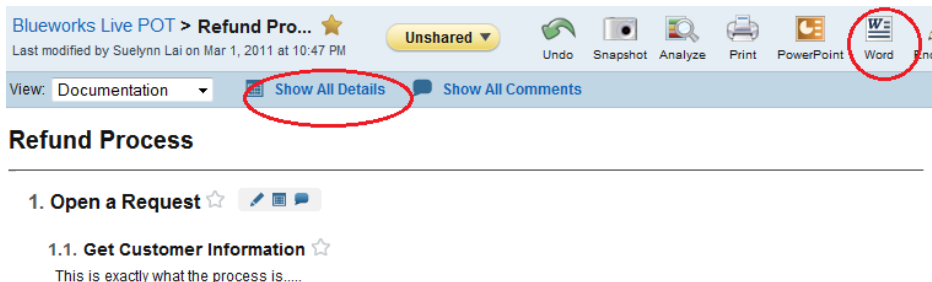 Blueworks Live POT > Refund Pro...
Last modified by Suelynn Lai on Mar 1, 2011 at 10:47 PM
Unshared
Undo Snapshot Analyze Print PowerPoint Word
View: Documentation Show All Details Show All Comments
Refund Process
1. Open a Request
1.1. Get Customer Information
This is exactly what the process is.....